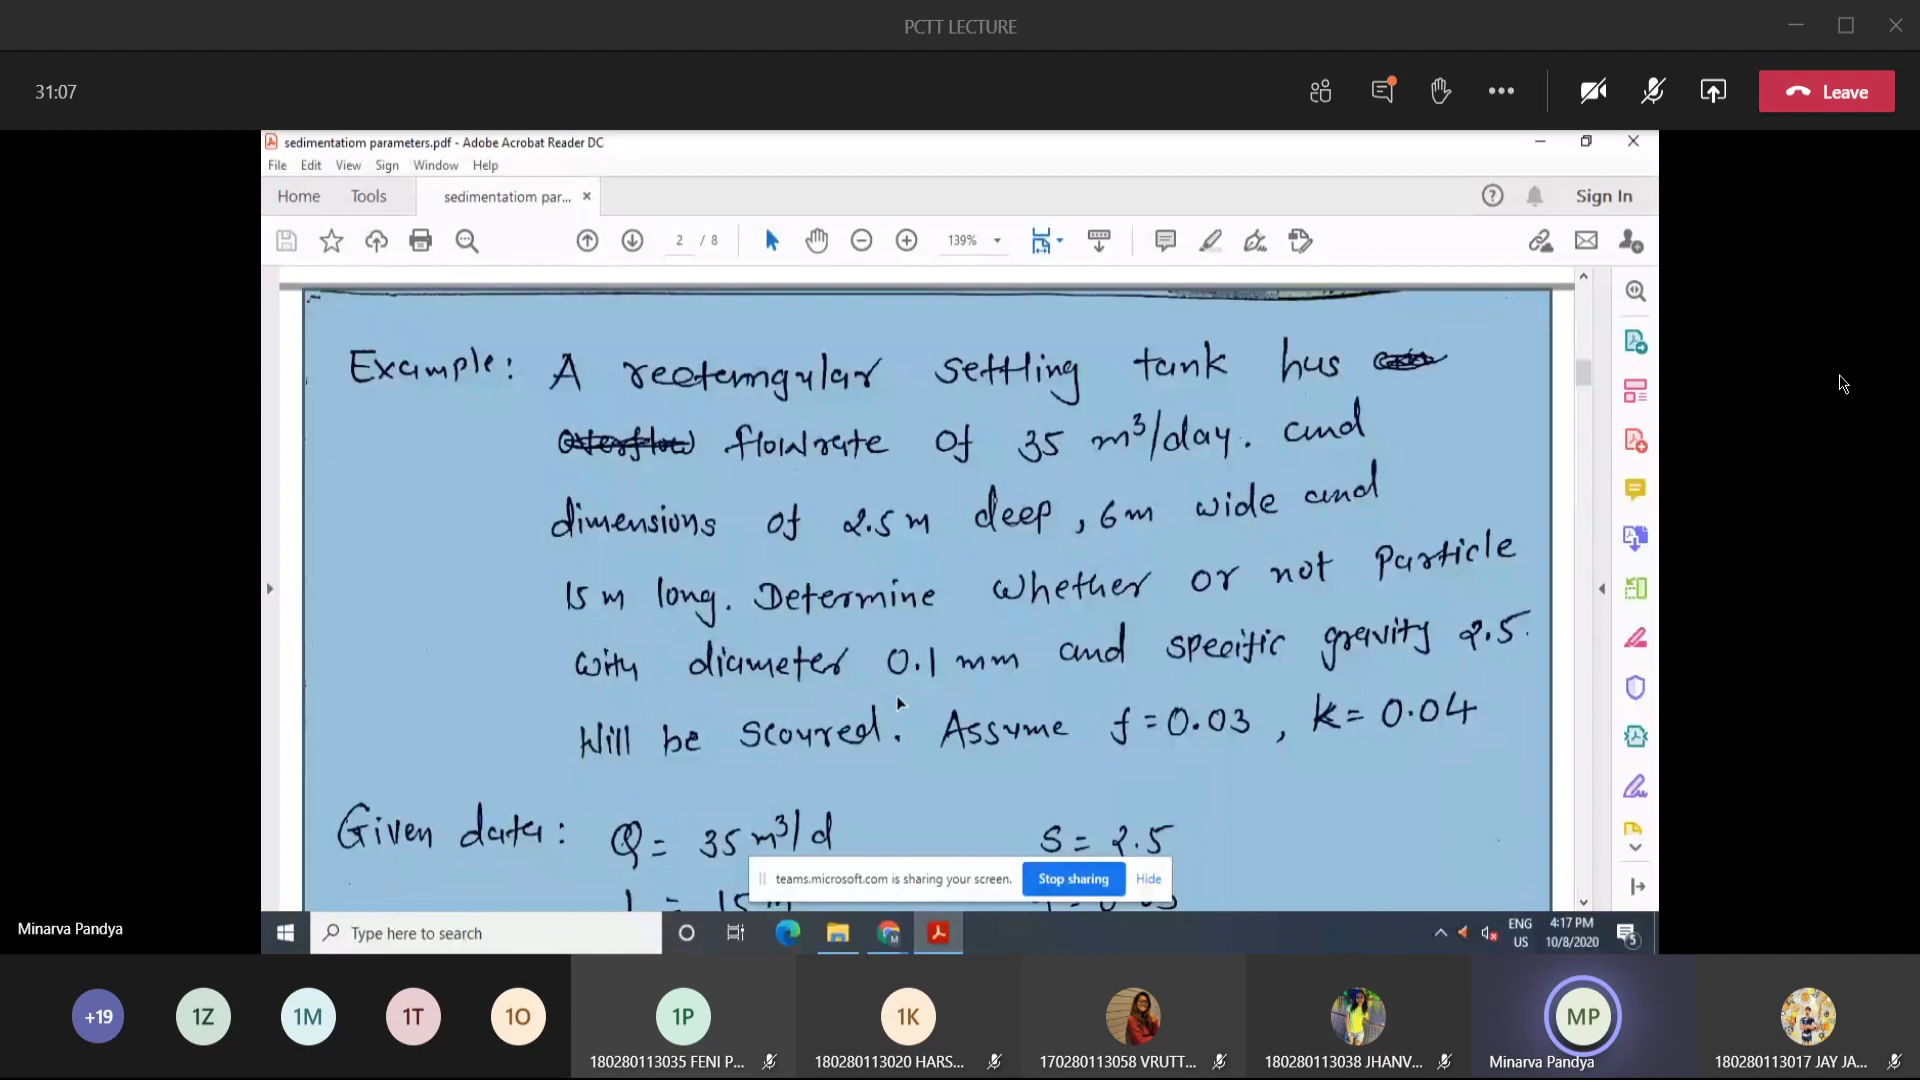 PCTT LECTURE
31:07
Leave
sedimentatiom parameters.pdf - Adobe Acrobat Reader DC
File Edit View Sign Window Help
Home Tools sedimentatiom par... × Sign In
2 / 8 139%
Example: A rectangular settling tank has
overflow flowrate of 35 m³/day. and
dimensions of 2.5 m deep, 6m wide and
15 m long. Determine whether or not Particle
with diameter 0.1 mm and specific gravity 2.5.
Will be scoured. Assume f = 0.03, k = 0.04
Given data: Q = 35 m³/d S = 2.5
teams.microsoft.com is sharing your screen. Stop sharing Hide
Minarva Pandya
Type here to search
ENG
US
4:17 PM
10/8/2020
5
+19 1Z 1M 1T 1O 1P 1K MP
180280113035 FENI P... 180280113020 HARS... 170280113058 VRUTT... 180280113038 JHANV... Minarva Pandya 180280113017 JAY JA...